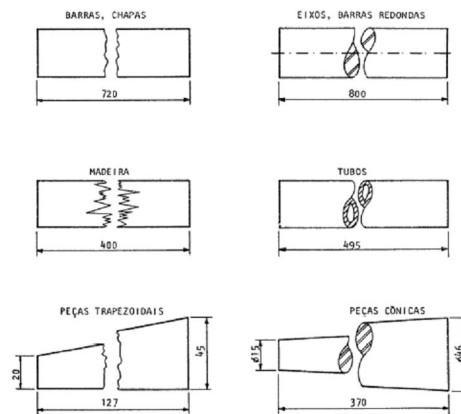 BARRAS, CHAPAS
720
EIXOS, BARRAS REDONDAS
800
MADEIRA
400
TUBOS
495
PEÇAS TRAPEZOIDAIS
20
45
127
PEÇAS CÔNICAS
ø15
ø46
370